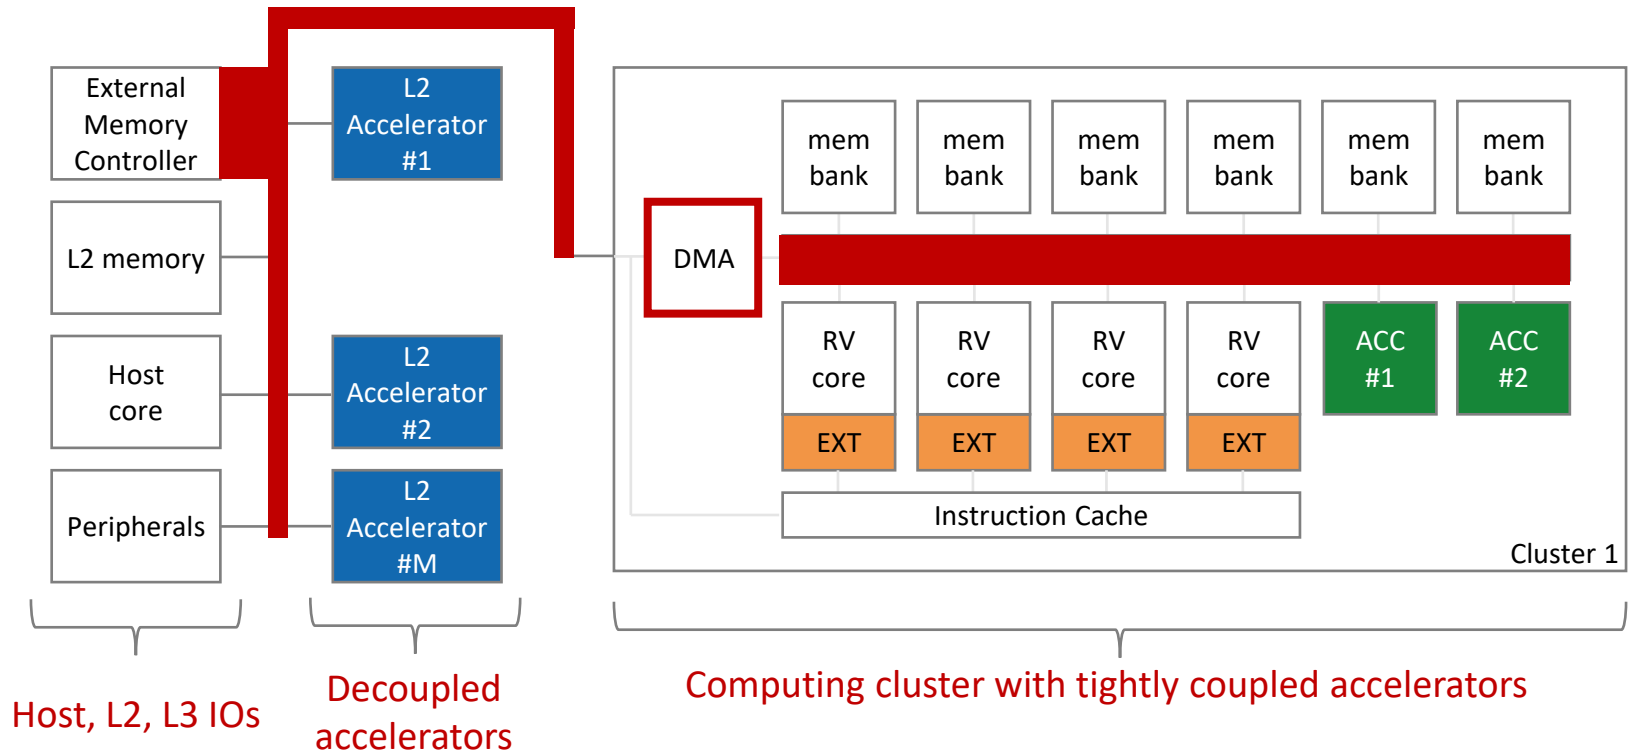 External
Memory
Controller
L2 memory
Host
core
Peripherals
Host, L2, L3 IOs
L2
Accelerator
#1
L2
Accelerator
#2
L2
Accelerator
#M
Decoupled
accelerators
DMA
mem
bank
mem
bank
mem
bank
mem
bank
mem
bank
mem
bank
RV
core
RV
core
RV
core
RV
core
ACC
#1
ACC
#2
EXT
EXT
EXT
EXT
Instruction Cache
Cluster 1
Computing cluster with tightly coupled accelerators